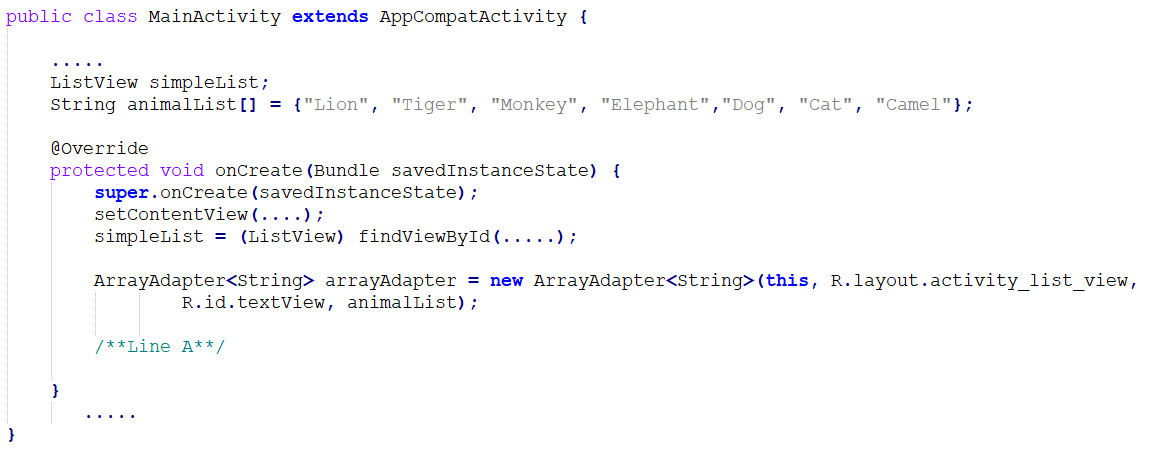 public class MainActivity extends AppCompatActivity {
.....
ListView simpleList;
String animalList[] = {"Lion", "Tiger", "Monkey", "Elephant","Dog", "Cat", "Camel"};
@Override
protected void onCreate(Bundle savedInstanceState) {
super.onCreate(savedInstanceState);
setContentView(....);
simpleList = (ListView) findViewById(.....);
ArrayAdapter<String> arrayAdapter = new ArrayAdapter<String>(this, R.layout.activity_list_view,
R.id.textView, animalList);
/**Line A**/
}
.....
}